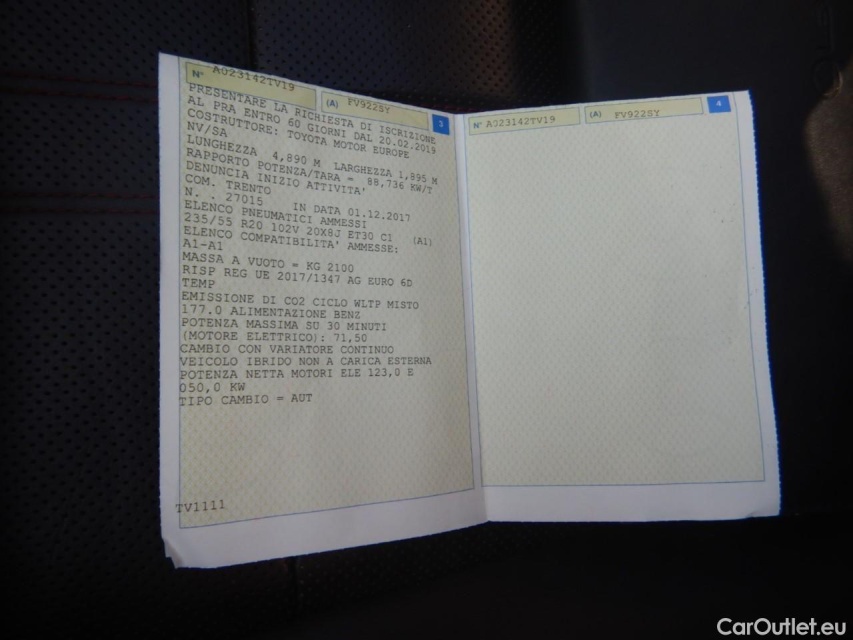 N° A023142TV19
(A) FV922SY
3
PRESENTARE LA RICHIESTA DI ISCRIZIONE
AL PRA ENTRO 60 GIORNI DAL 20.02.2019
COSTRUTTORE: TOYOTA MOTOR EUROPE
NV/SA
LUNGHEZZA 4,890 M LARGHEZZA 1,895 M
RAPPORTO POTENZA/TARA = 88,736 KW/T
DENUNCIA INIZIO ATTIVITA'
COM. TRENTO
N. . 27015 IN DATA 01.12.2017
ELENCO PNEUMATICI AMMESSI
235/55 R20 102V 20X8J ET30 C1 (A1)
ELENCO COMPATIBILITA' AMMESSE:
A1-A1
MASSA A VUOTO = KG 2100
RISP REG UE 2017/1347 AG EURO 6D
TEMP
EMISSIONE DI CO2 CICLO WLTP MISTO
177.0 ALIMENTAZIONE BENZ
POTENZA MASSIMA SU 30 MINUTI
(MOTORE ELETTRICO): 71,50
CAMBIO CON VARIATORE CONTINUO
VEICOLO IBRIDO NON A CARICA ESTERNA
POTENZA NETTA MOTORI ELE 123,0 E
050,0 KW
TIPO CAMBIO = AUT
TV1111
N° A023142TV19
(A) FV922SY
4
CarOutlet.eu